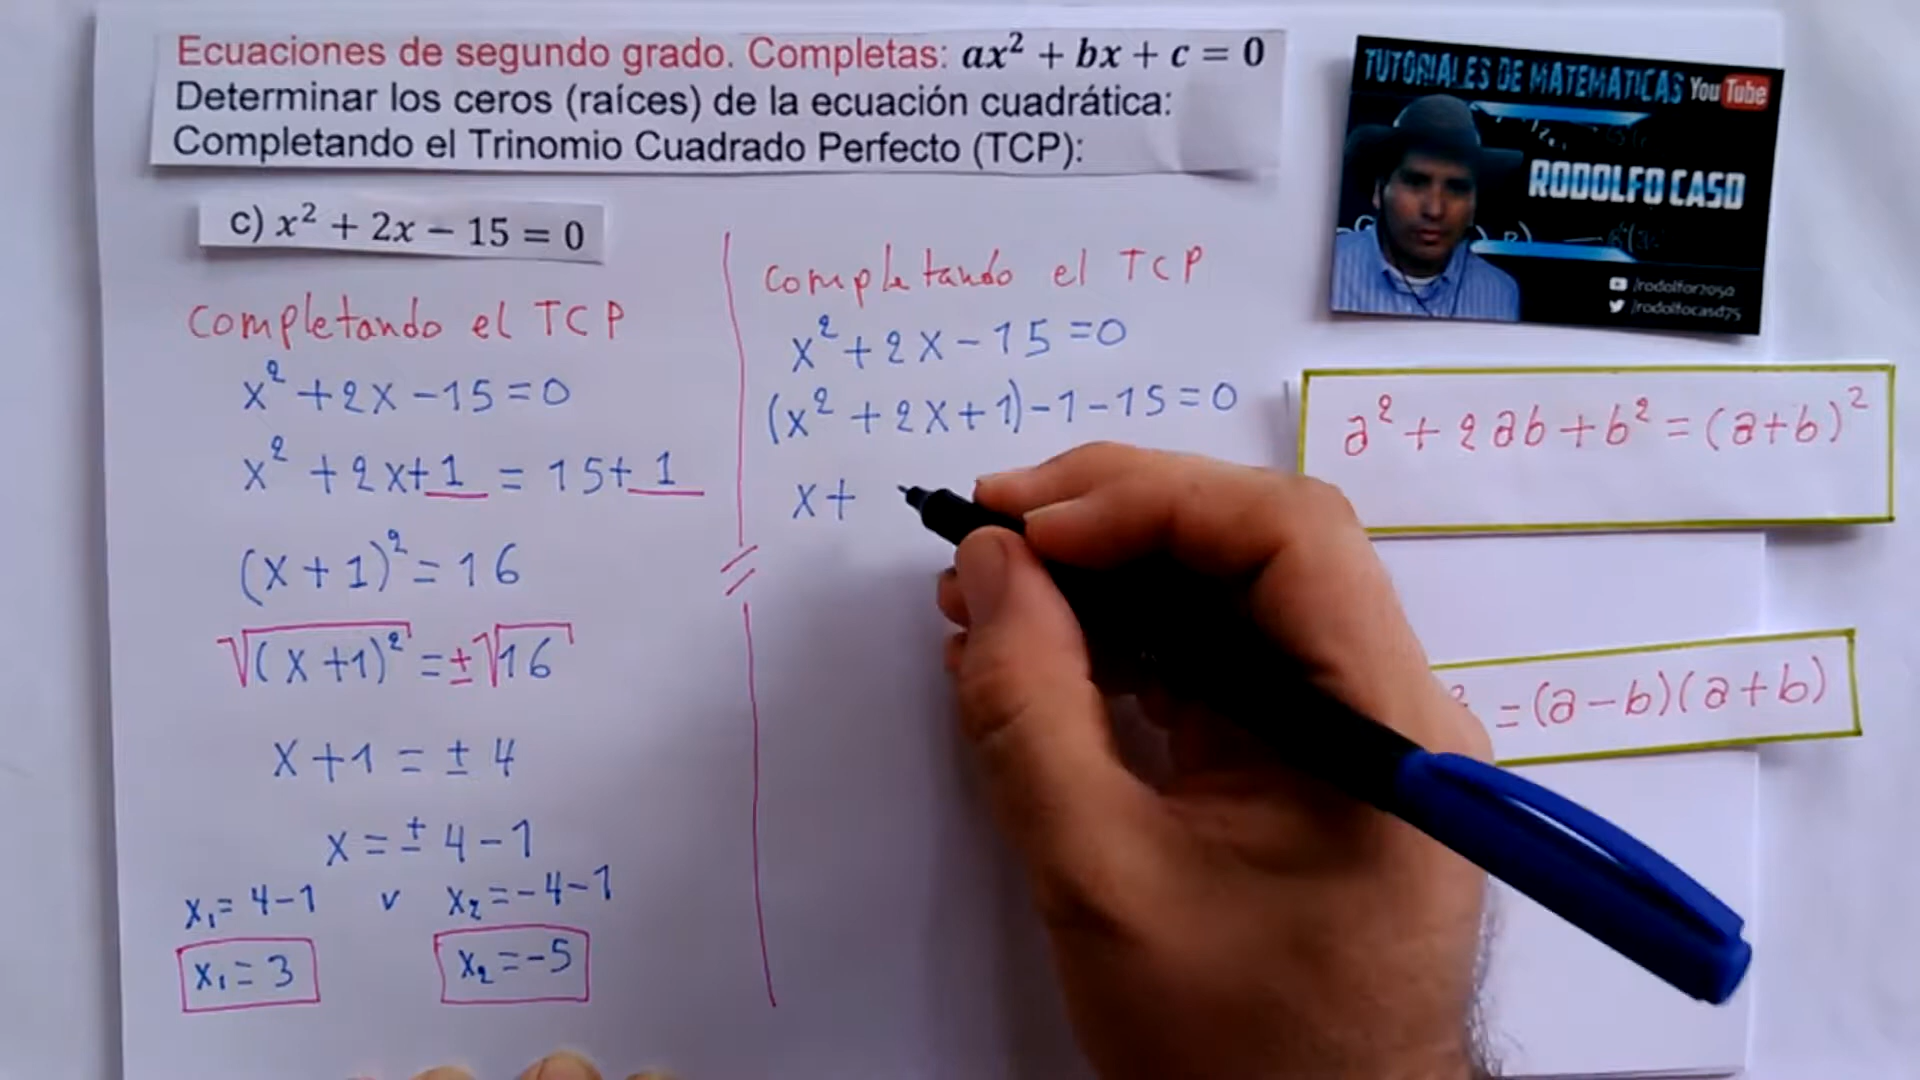 Ecuaciones de segundo grado. Completas: ax² + bx + c = 0
Determinar los ceros (raíces) de la ecuación cuadrática:
Completando el Trinomio Cuadrado Perfecto (TCP):
c) x² + 2x − 15 = 0
Completando el TCP
x² + 2x − 15 = 0
x² + 2x + 1 = 15 + 1
(x + 1)² = 16
√(x + 1)² = ± √16
x + 1 = ± 4
x = ± 4 − 1
x₁ = 4 − 1 v x₂ = − 4 − 1
x₁ = 3 x₂ = − 5
Completando el TCP
x² + 2x − 15 = 0
(x² + 2x + 1) − 1 − 15 = 0
x +
TUTORIALES DE MATEMATICAS YouTube
RODOLFO CASO
/rodolfor7050
/rodolfocasd75
a² + 2ab + b² = (a + b)²
= (a − b)(a + b)